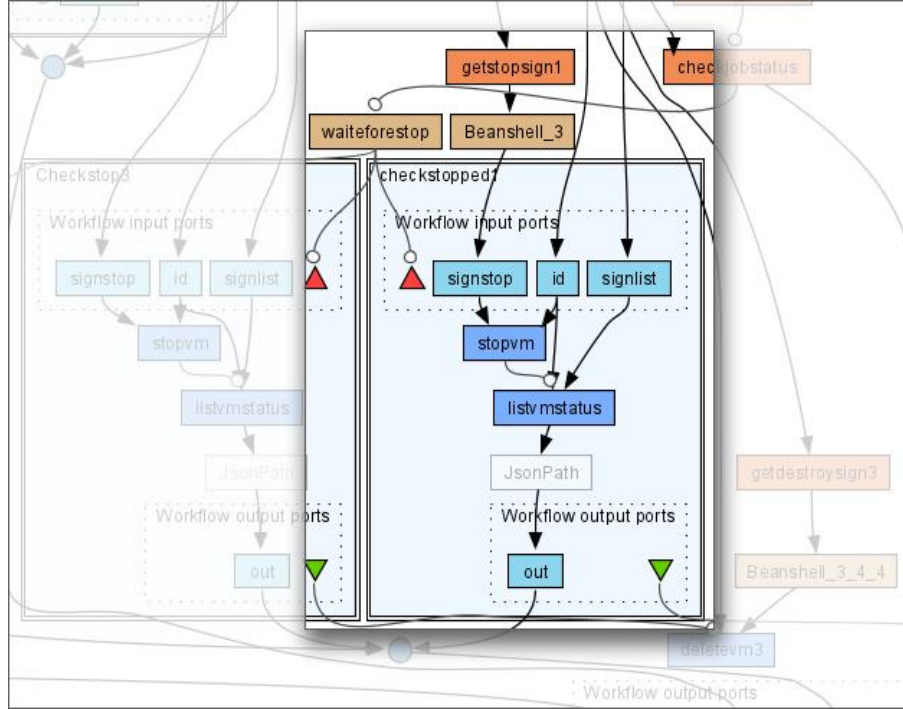 getstopsign1
checkjobstatus
waiteforestop
Beanshell_3
Checkstop3
checkstopped1
Workflow input ports
Workflow input ports
signstop
id
signlist
signstop
id
signlist
stopvm
stopvm
listvmstatus
listvmstatus
JsonPath
JsonPath
getdestroysign3
Workflow output ports
Workflow output ports
out
out
Beanshell_3_4_4
deletevm3
Workflow output ports